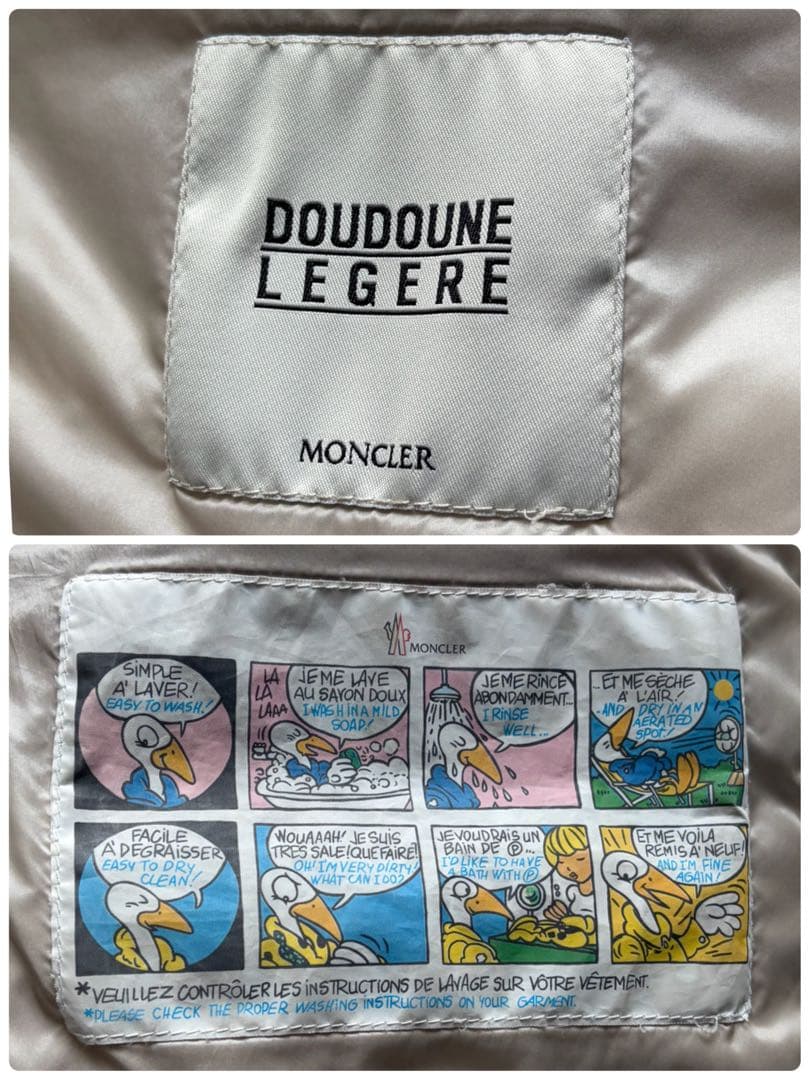 DOUDOUNE
LEGERE
MONCLER
MONCLER
SIMPLE
A' LAVER!
EASY TO WASH!
LA
LÀ
LAAA
JE ME LAVE
AU SAVON DOUX
I WASH IN A MILD
SOAP!
JE ME RINCE
ABONDAMMENT...
I RINSE
WELL...
...ET ME SÈCHE
A' L'AIR!
...AND I DRY IN AN
AERATED
SPOT!
FACILE
A' DEGRAISSER
EASY TO DRY
CLEAN!
WOUAAAH! JE SUIS
TRES SALE! QUE FAIRE!
OH! I'M VERY DIRTY!
WHAT CAN I DO?
JE VOUDRAIS UN
BAIN DE Ⓟ...
I'D LIKE TO HAVE
A BATH WITH Ⓟ
ET ME VOILA
REMIS A' NEUF!
AND I'M FINE
AGAIN!
*VEUILLEZ CONTRÔLER LES INSTRUCTIONS DE LAVAGE SUR VÔTRE VÊTEMENT.
*PLEASE CHECK THE PROPER WASHING INSTRUCTIONS ON YOUR GARMENT.